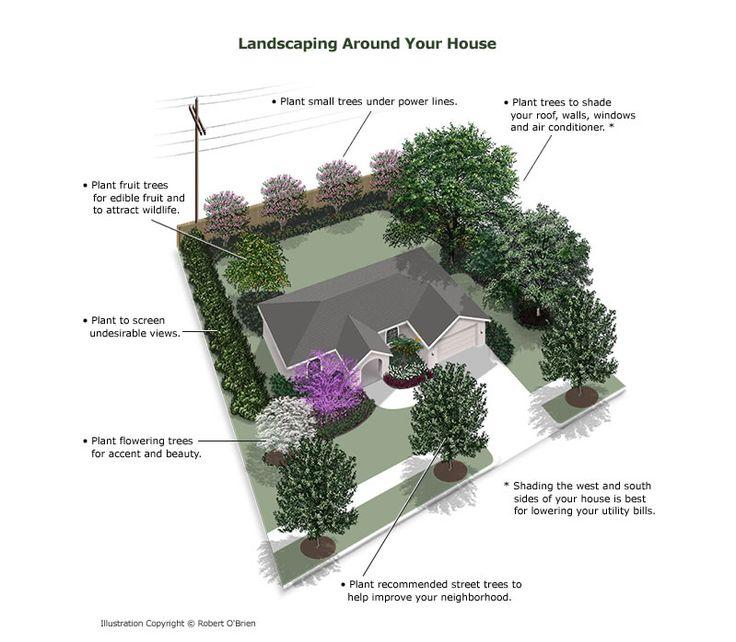 Landscaping Around Your House
• Plant small trees under power lines.
• Plant trees to shade
your roof, walls, windows
and air conditioner. *
• Plant fruit trees
for edible fruit and
to attract wildlife.
• Plant to screen
undesirable views.
• Plant flowering trees
for accent and beauty.
* Shading the west and south
sides of your house is best
for lowering your utility bills.
• Plant recommended street trees to
help improve your neighborhood.
Illustration Copyright © Robert O'Brien